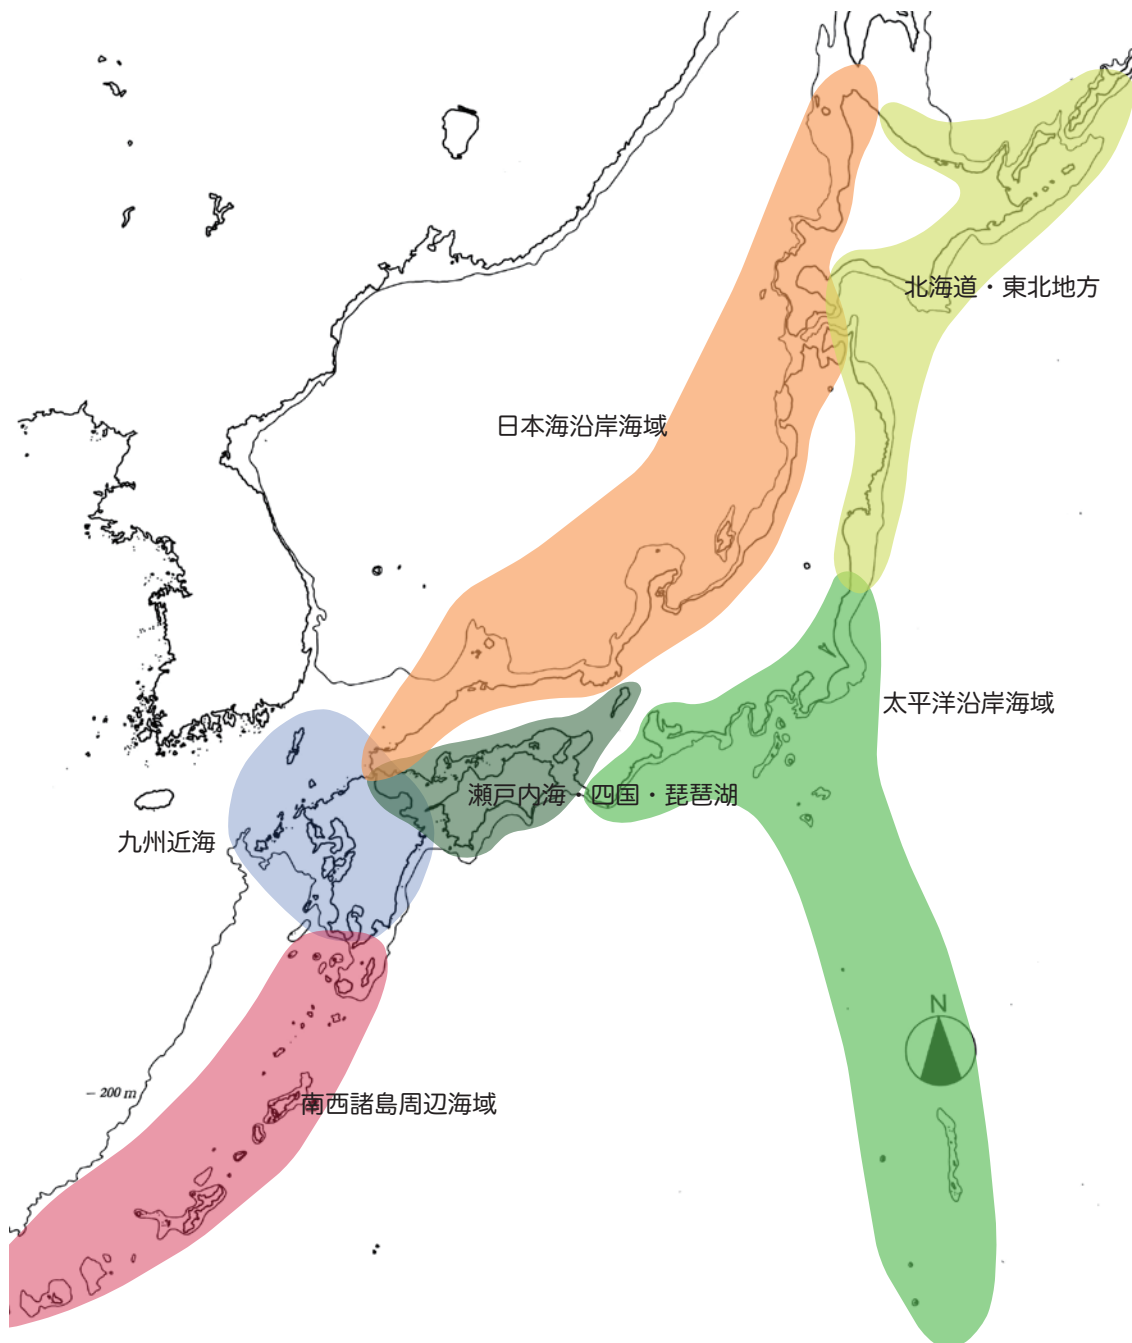 北海道・東北地方
日本海沿岸海域
太平洋沿岸海域
瀬戸内海・四国・琵琶湖
九州近海
N
− 200 m
南西諸島周辺海域